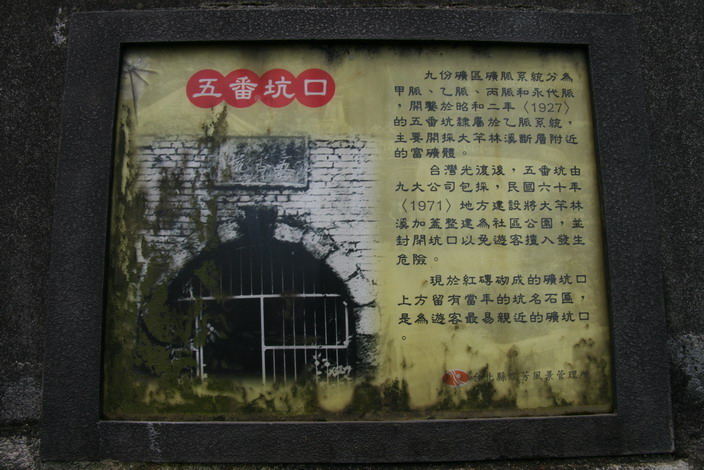 五番坑口
九份礦區礦脈系統分為
甲脈、乙脈、丙脈和永代脈
，開鑿於昭和二年〈1927〉
的五番坑隸屬於乙脈系統，
主要開採大竿林溪斷層附近
的富礦體。
台灣光復後，五番坑由
九大公司包採，民國六十年
〈1971〉地方建設將大竿林
溪加蓋整建為社區公園，並
封閉坑口以免遊客擅入發生
危險。
現於紅磚砌成的礦坑口
上方留有當年的坑名石匾，
是為遊客最易親近的礦坑口
。
北縣 芳風景管理